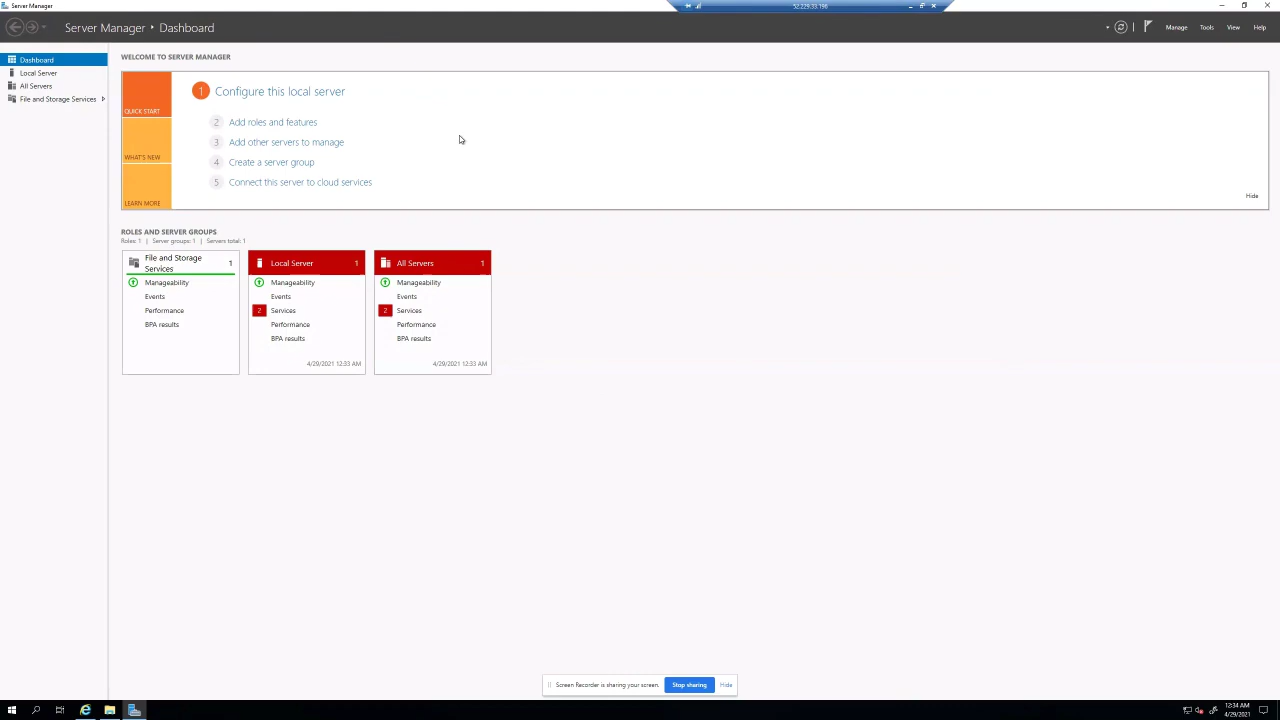 Server Manager
52.229.33.196
Server Manager • Dashboard
Manage
Tools
View
Help
Dashboard
Local Server
All Servers
File and Storage Services
WELCOME TO SERVER MANAGER
QUICK START
WHAT'S NEW
LEARN MORE
1 Configure this local server
2 Add roles and features
3 Add other servers to manage
4 Create a server group
5 Connect this server to cloud services
Hide
ROLES AND SERVER GROUPS
Roles: 1 | Server groups: 1 | Servers total: 1
File and Storage
Services
1
Manageability
Events
Performance
BPA results
Local Server 1
Manageability
Events
2 Services
Performance
BPA results
4/29/2021 12:33 AM
All Servers 1
Manageability
Events
2 Services
Performance
BPA results
4/29/2021 12:33 AM
Screen Recorder is sharing your screen.
Stop sharing
Hide
12:34 AM
4/29/2021